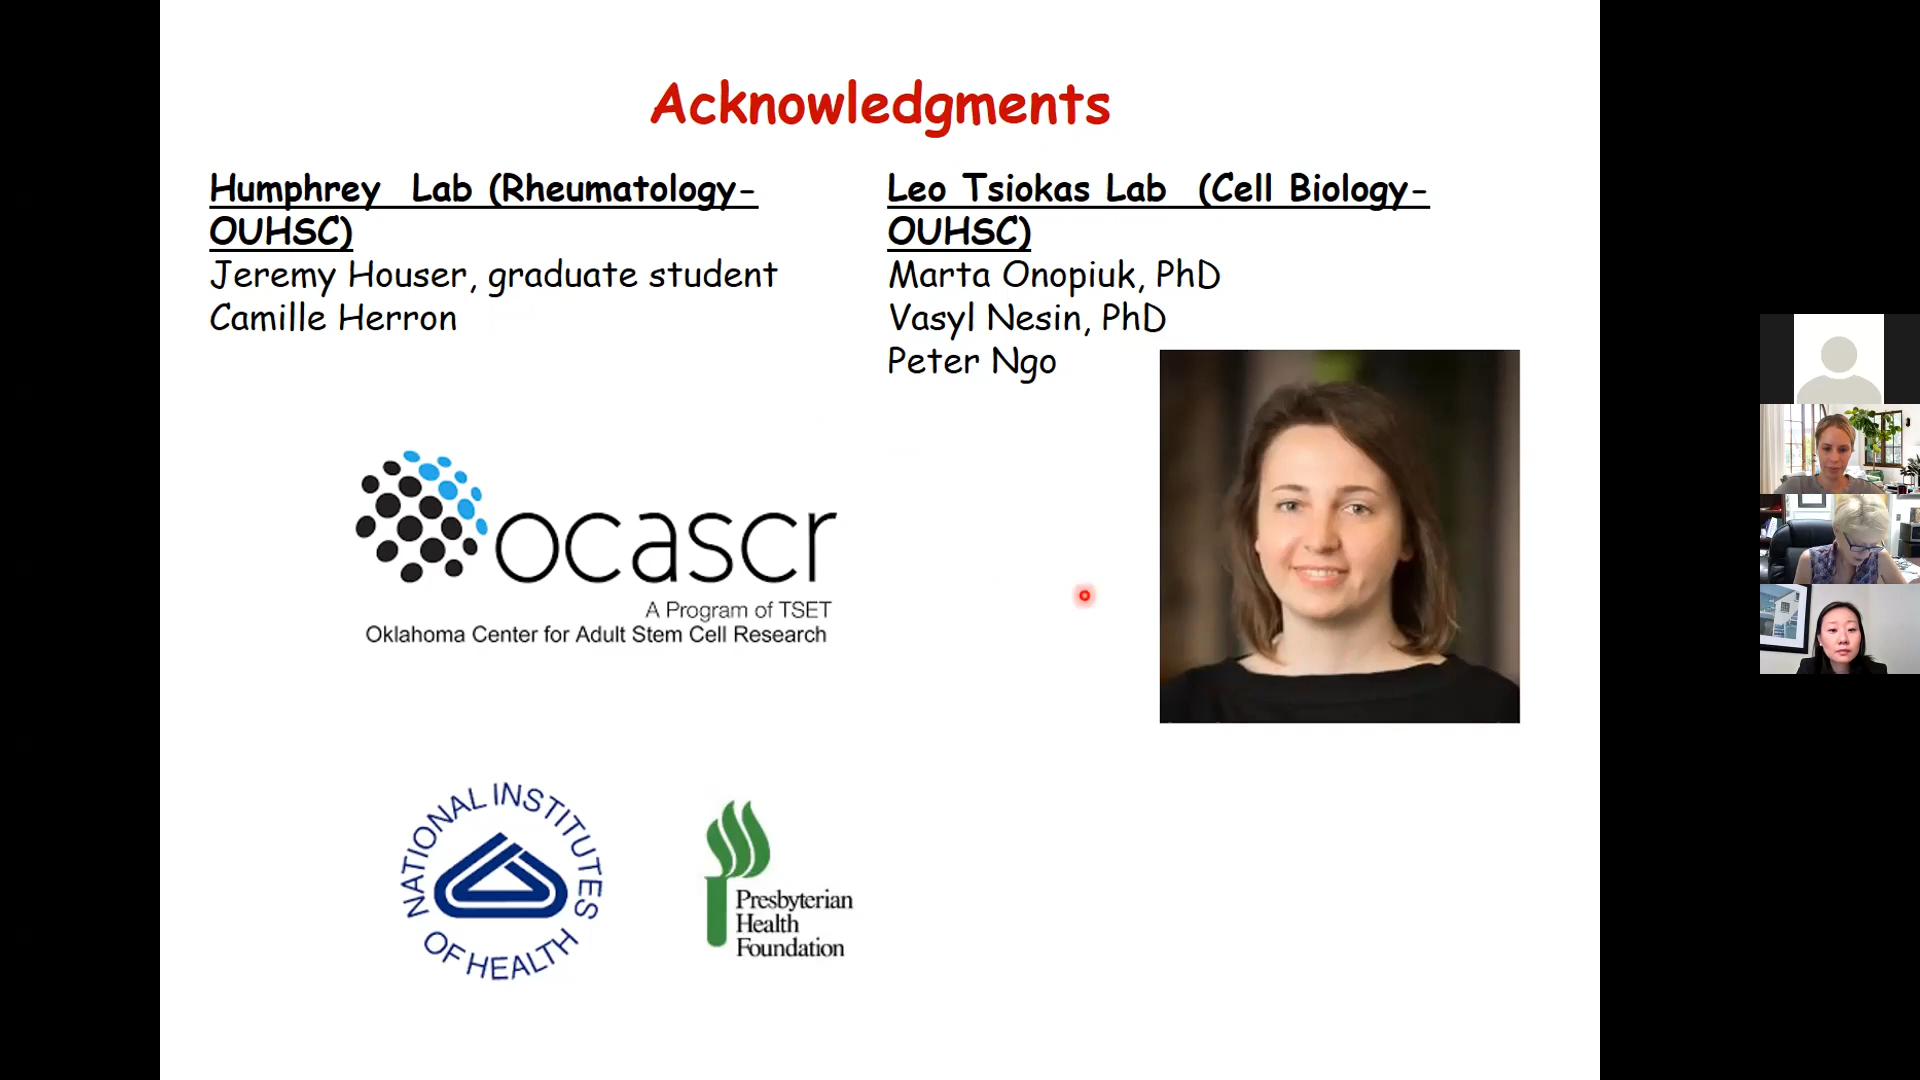 Acknowledgments
Humphrey Lab (Rheumatology-
OUHSC)
Jeremy Houser, graduate student
Camille Herron
Leo Tsiokas Lab (Cell Biology-
OUHSC)
Marta Onopiuk, PhD
Vasyl Nesin, PhD
Peter Ngo
ocascr
A Program of TSET
Oklahoma Center for Adult Stem Cell Research
NATIONAL INSTITUTES
OF HEALTH
Presbyterian
Health
Foundation